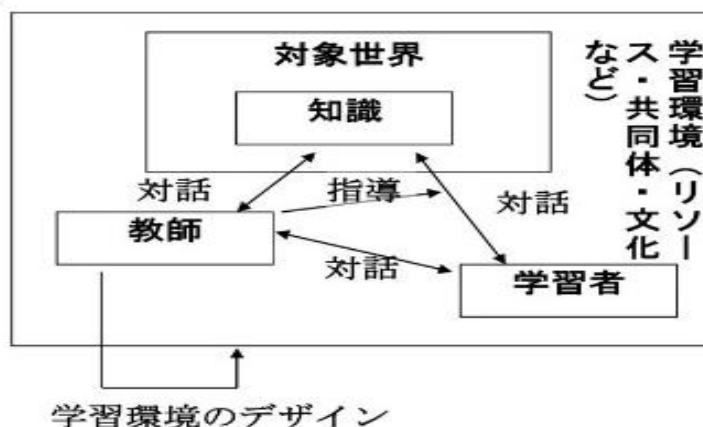 対象世界
知識
学習環境（リソー
ス・共同体・文化
など）
対話
指導
対話
教師
対話
学習者
学習環境のデザイン